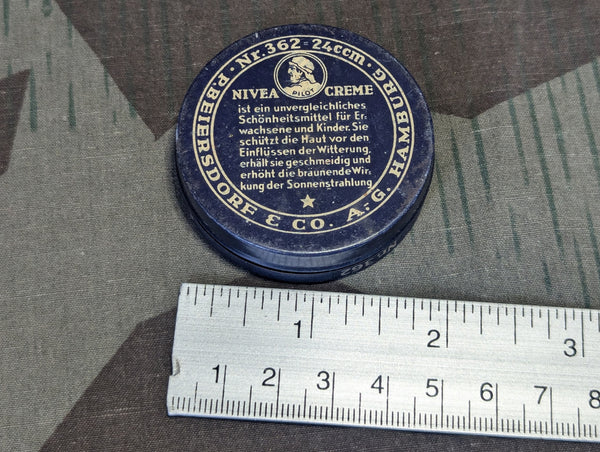 P. BEIERSDORF & CO. A.-G. HAMBURG · Nr. 362 = 24 ccm ·
PILOT
NIVEA CREME
ist ein unvergleichliches
Schönheitsmittel für Er-
wachsene und Kinder. Sie
schützt die Haut vor den
Einflüssen der Witterung,
erhält sie geschmeidig und
erhöht die bräunende Wir-
kung der Sonnenstrahlung
Nr. 362
1 2 3
1 2 3 4 5 6 7 8